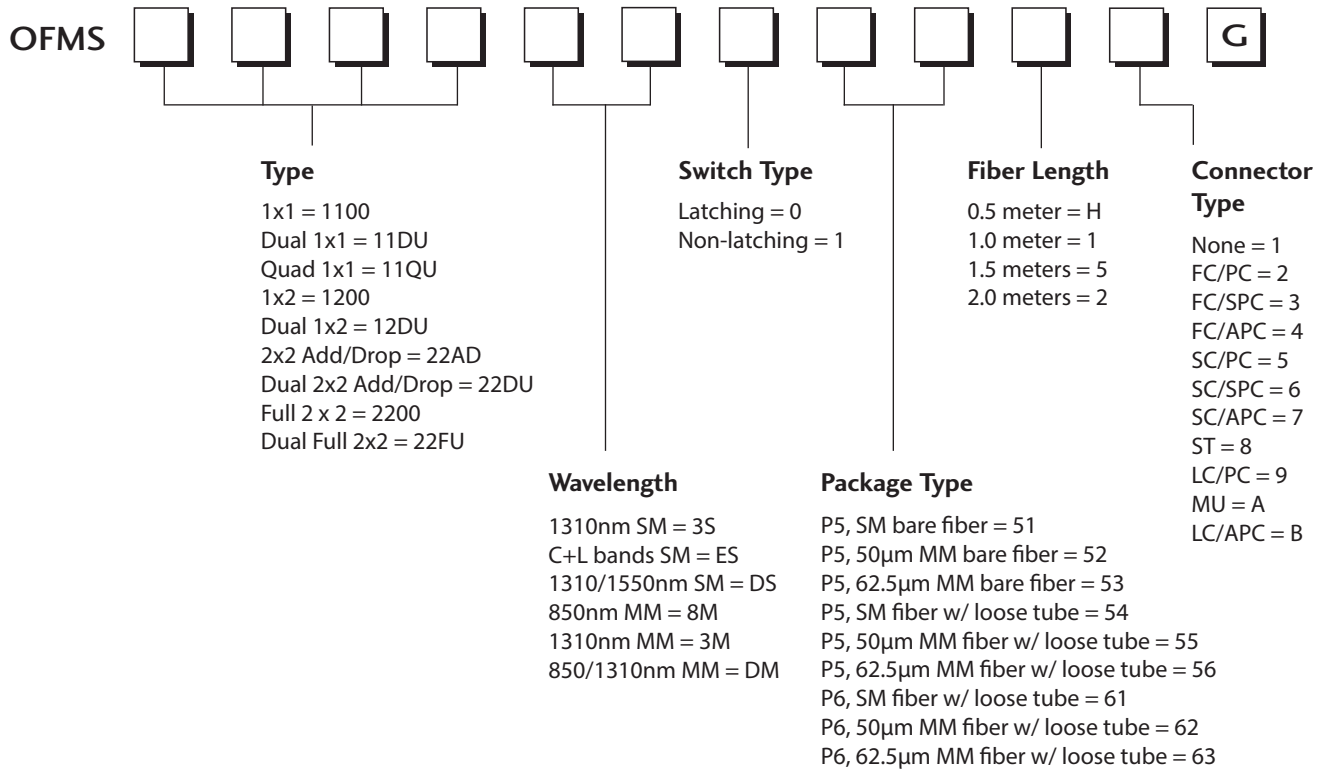 OFMS G
Type
1x1 = 1100
Dual 1x1 = 11DU
Quad 1x1 = 11QU
1x2 = 1200
Dual 1x2 = 12DU
2x2 Add/Drop = 22AD
Dual 2x2 Add/Drop = 22DU
Full 2 x 2 = 2200
Dual Full 2x2 = 22FU
Switch Type
Latching = 0
Non-latching = 1
Fiber Length
0.5 meter = H
1.0 meter = 1
1.5 meters = 5
2.0 meters = 2
Connector
Type
None = 1
FC/PC = 2
FC/SPC = 3
FC/APC = 4
SC/PC = 5
SC/SPC = 6
SC/APC = 7
ST = 8
LC/PC = 9
MU = A
LC/APC = B
Wavelength
1310nm SM = 3S
C+L bands SM = ES
1310/1550nm SM = DS
850nm MM = 8M
1310nm MM = 3M
850/1310nm MM = DM
Package Type
P5, SM bare fiber = 51
P5, 50µm MM bare fiber = 52
P5, 62.5µm MM bare fiber = 53
P5, SM fiber w/ loose tube = 54
P5, 50µm MM fiber w/ loose tube = 55
P5, 62.5µm MM fiber w/ loose tube = 56
P6, SM fiber w/ loose tube = 61
P6, 50µm MM fiber w/ loose tube = 62
P6, 62.5µm MM fiber w/ loose tube = 63